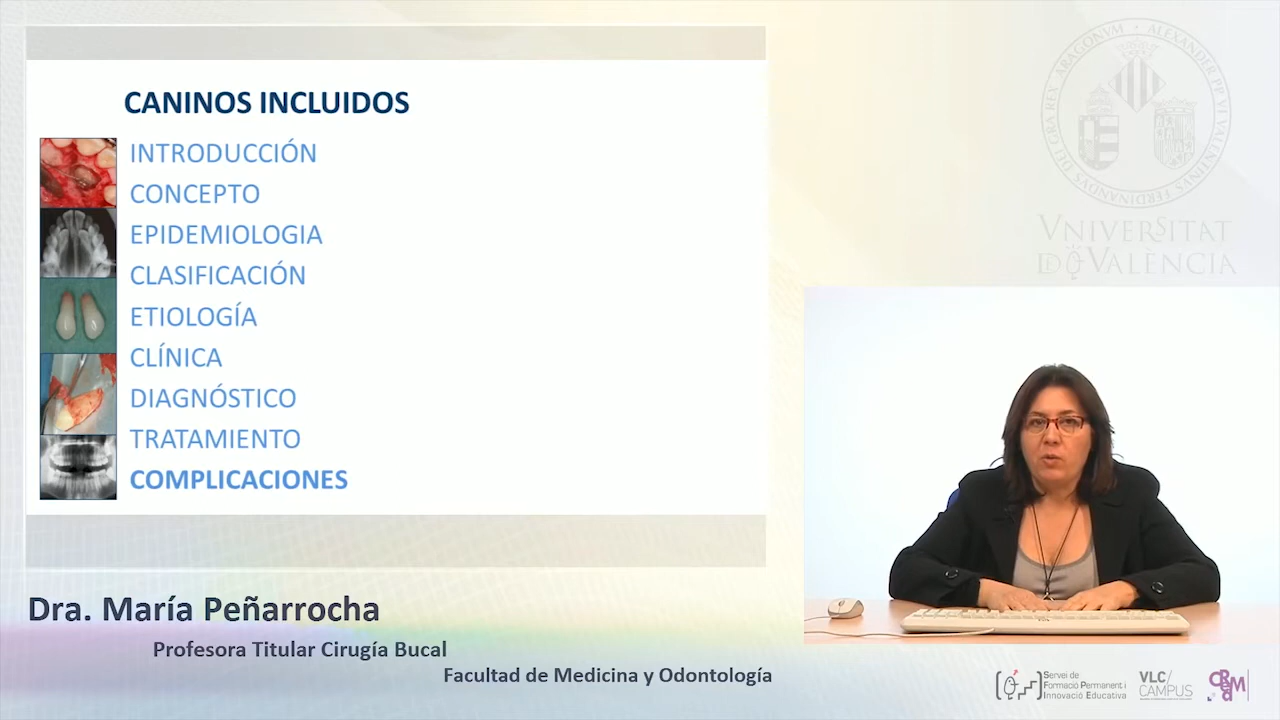 CANINOS INCLUIDOS
INTRODUCCIÓN
CONCEPTO
EPIDEMIOLOGIA
CLASIFICACIÓN
ETIOLOGÍA
CLÍNICA
DIAGNÓSTICO
TRATAMIENTO
COMPLICACIONES
VNIVERSITAT
DE VALÈNCIA
Dra. María Peñarrocha
Profesora Titular Cirugía Bucal
Facultad de Medicina y Odontología
Servei de
Formació Permanent i
Innovació Educativa
VLC/
CAMPUS